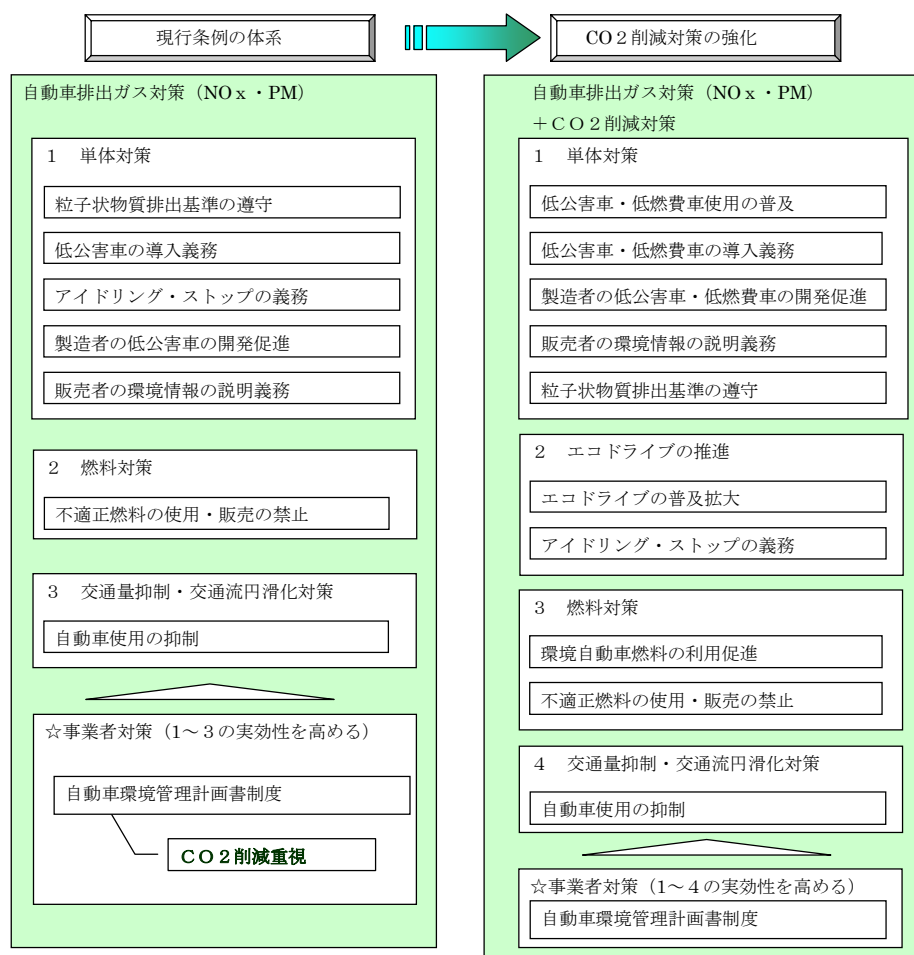 現行条例の体系
CO２削減対策の強化
自動車排出ガス対策（NOｘ・PM）
１　単体対策
粒子状物質排出基準の遵守
低公害車の導入義務
アイドリング・ストップの義務
製造者の低公害車の開発促進
販売者の環境情報の説明義務
２　燃料対策
不適正燃料の使用・販売の禁止
３　交通量抑制・交通流円滑化対策
自動車使用の抑制
☆事業者対策（1～３の実効性を高める）
自動車環境管理計画書制度
ＣＯ２削減重視
自動車排出ガス対策（NOｘ・PM）
＋ＣＯ２削減対策
１　単体対策
低公害車・低燃費車使用の普及
低公害車・低燃費車の導入義務
製造者の低公害車・低燃費車の開発促進
販売者の環境情報の説明義務
粒子状物質排出基準の遵守
２　エコドライブの推進
エコドライブの普及拡大
アイドリング・ストップの義務
３　燃料対策
環境自動車燃料の利用促進
不適正燃料の使用・販売の禁止
４　交通量抑制・交通流円滑化対策
自動車使用の抑制
☆事業者対策（1～４の実効性を高める）
自動車環境管理計画書制度